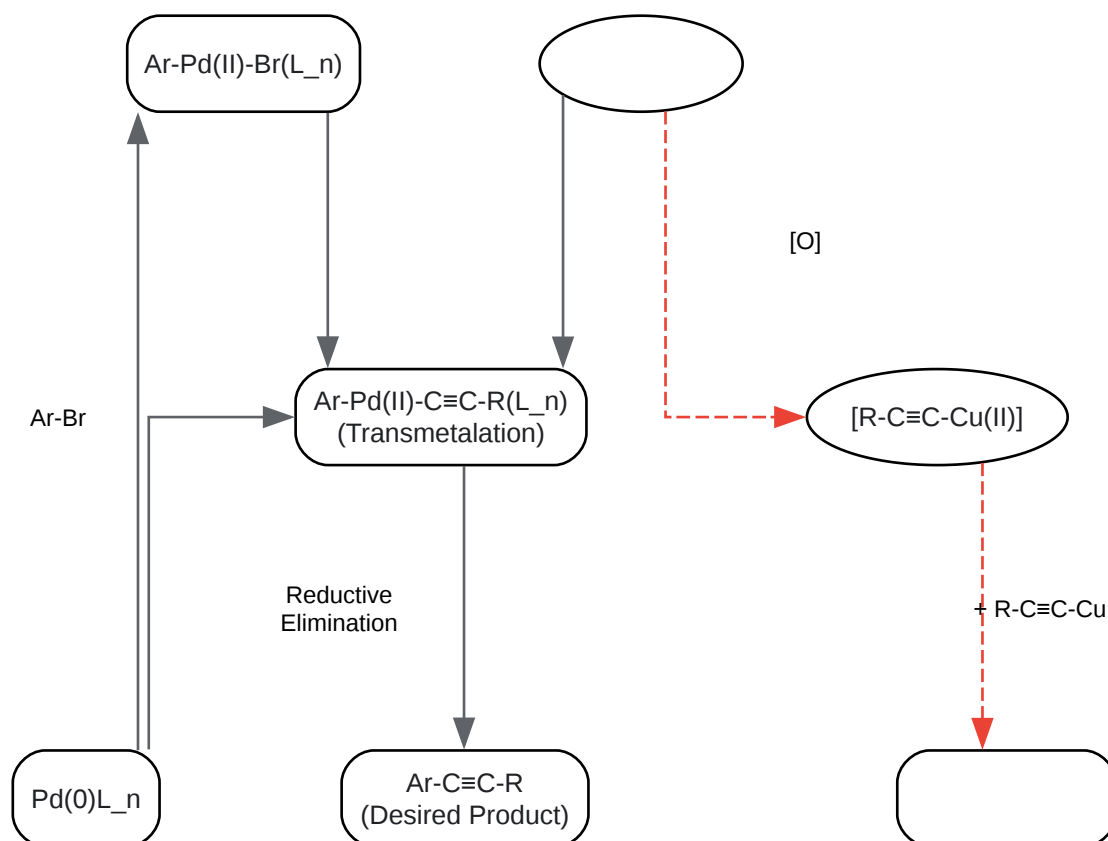 Ar-Pd(II)-Br(L_n)
[O]
Ar-Br
Ar-Pd(II)-C≡C-R(L_n)
(Transmetalation)
[R-C≡C-Cu(II)]
Reductive
Elimination
+ R-C≡C-Cu
Pd(0)L_n
Ar-C≡C-R
(Desired Product)